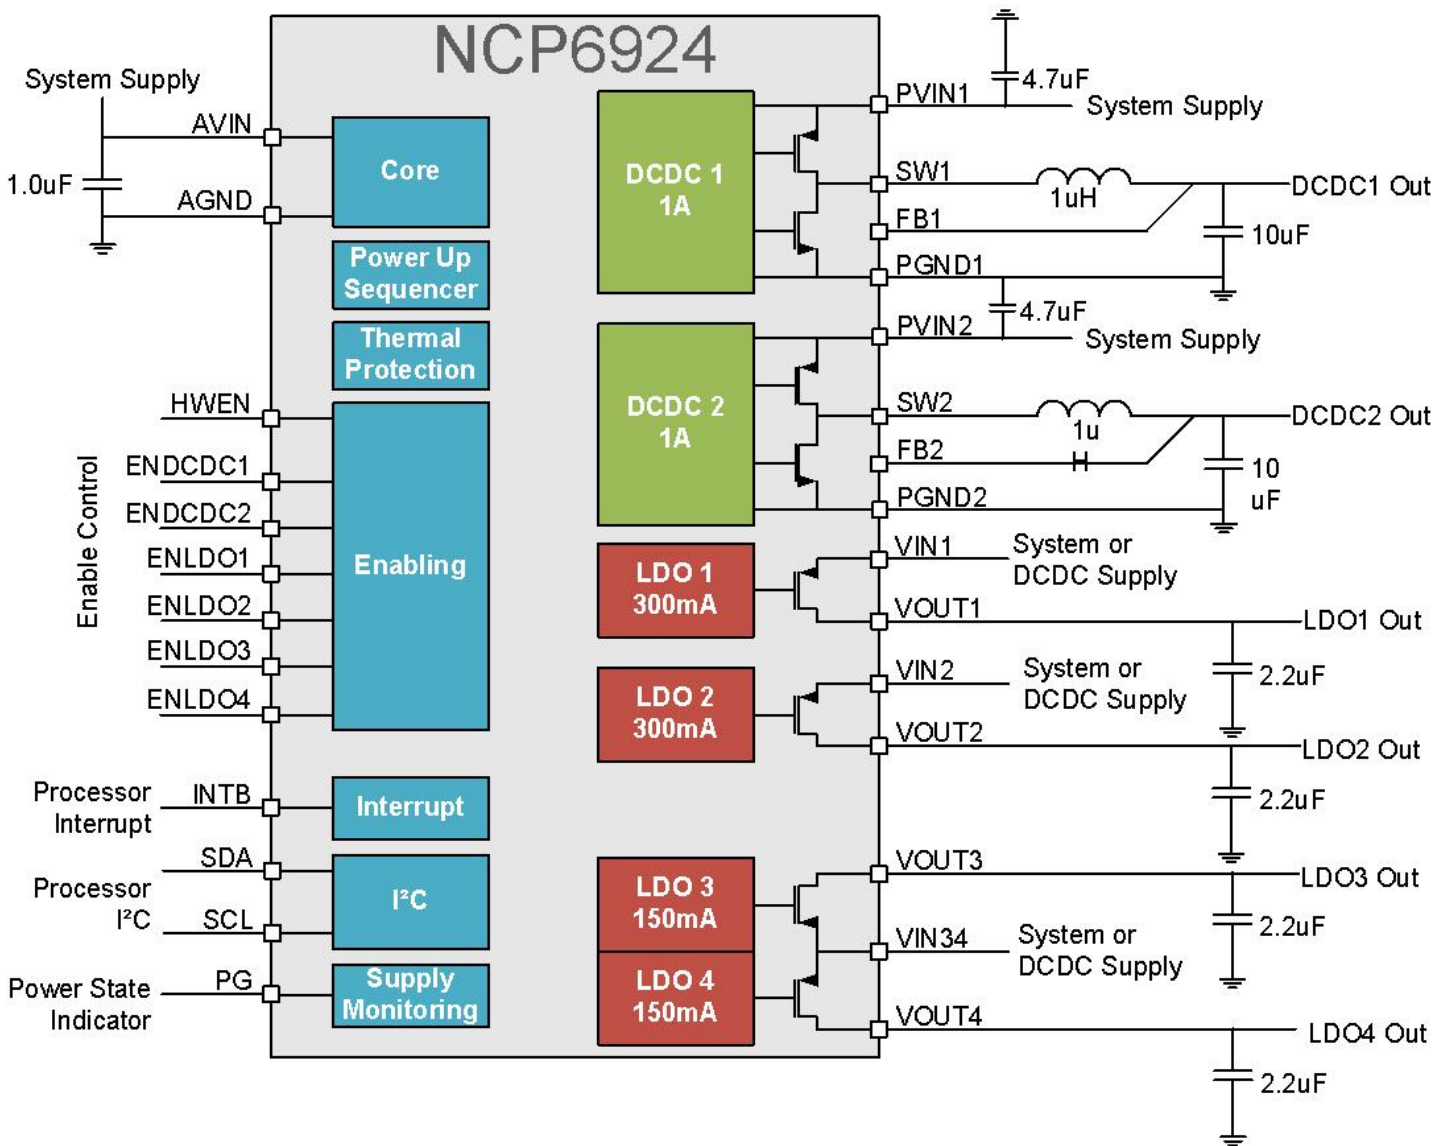 NCP6924
System Supply
AVIN
1.0uF
AGND
Core
Power Up
Sequencer
Thermal
Protection
HWEN
ENDCDC1
ENDCDC2
ENLDO1
ENLDO2
ENLDO3
ENLDO4
Enable Control
Enabling
Processor
Interrupt
INTB
Interrupt
SDA
Processor
I²C
SCL
I²C
PG
Power State
Indicator
Supply
Monitoring
DCDC 1
1A
PVIN1
4.7uF
System Supply
SW1
1uH
DCDC1 Out
FB1
10uF
PGND1
DCDC 2
1A
4.7uF
PVIN2
System Supply
SW2
1u
H
DCDC2 Out
FB2
10
uF
PGND2
LDO 1
300mA
VIN1
System or
DCDC Supply
VOUT1
LDO1 Out
2.2uF
LDO 2
300mA
VIN2
System or
DCDC Supply
VOUT2
LDO2 Out
2.2uF
LDO 3
150mA
VOUT3
LDO3 Out
2.2uF
VIN34
System or
DCDC Supply
LDO 4
150mA
VOUT4
LDO4 Out
2.2uF